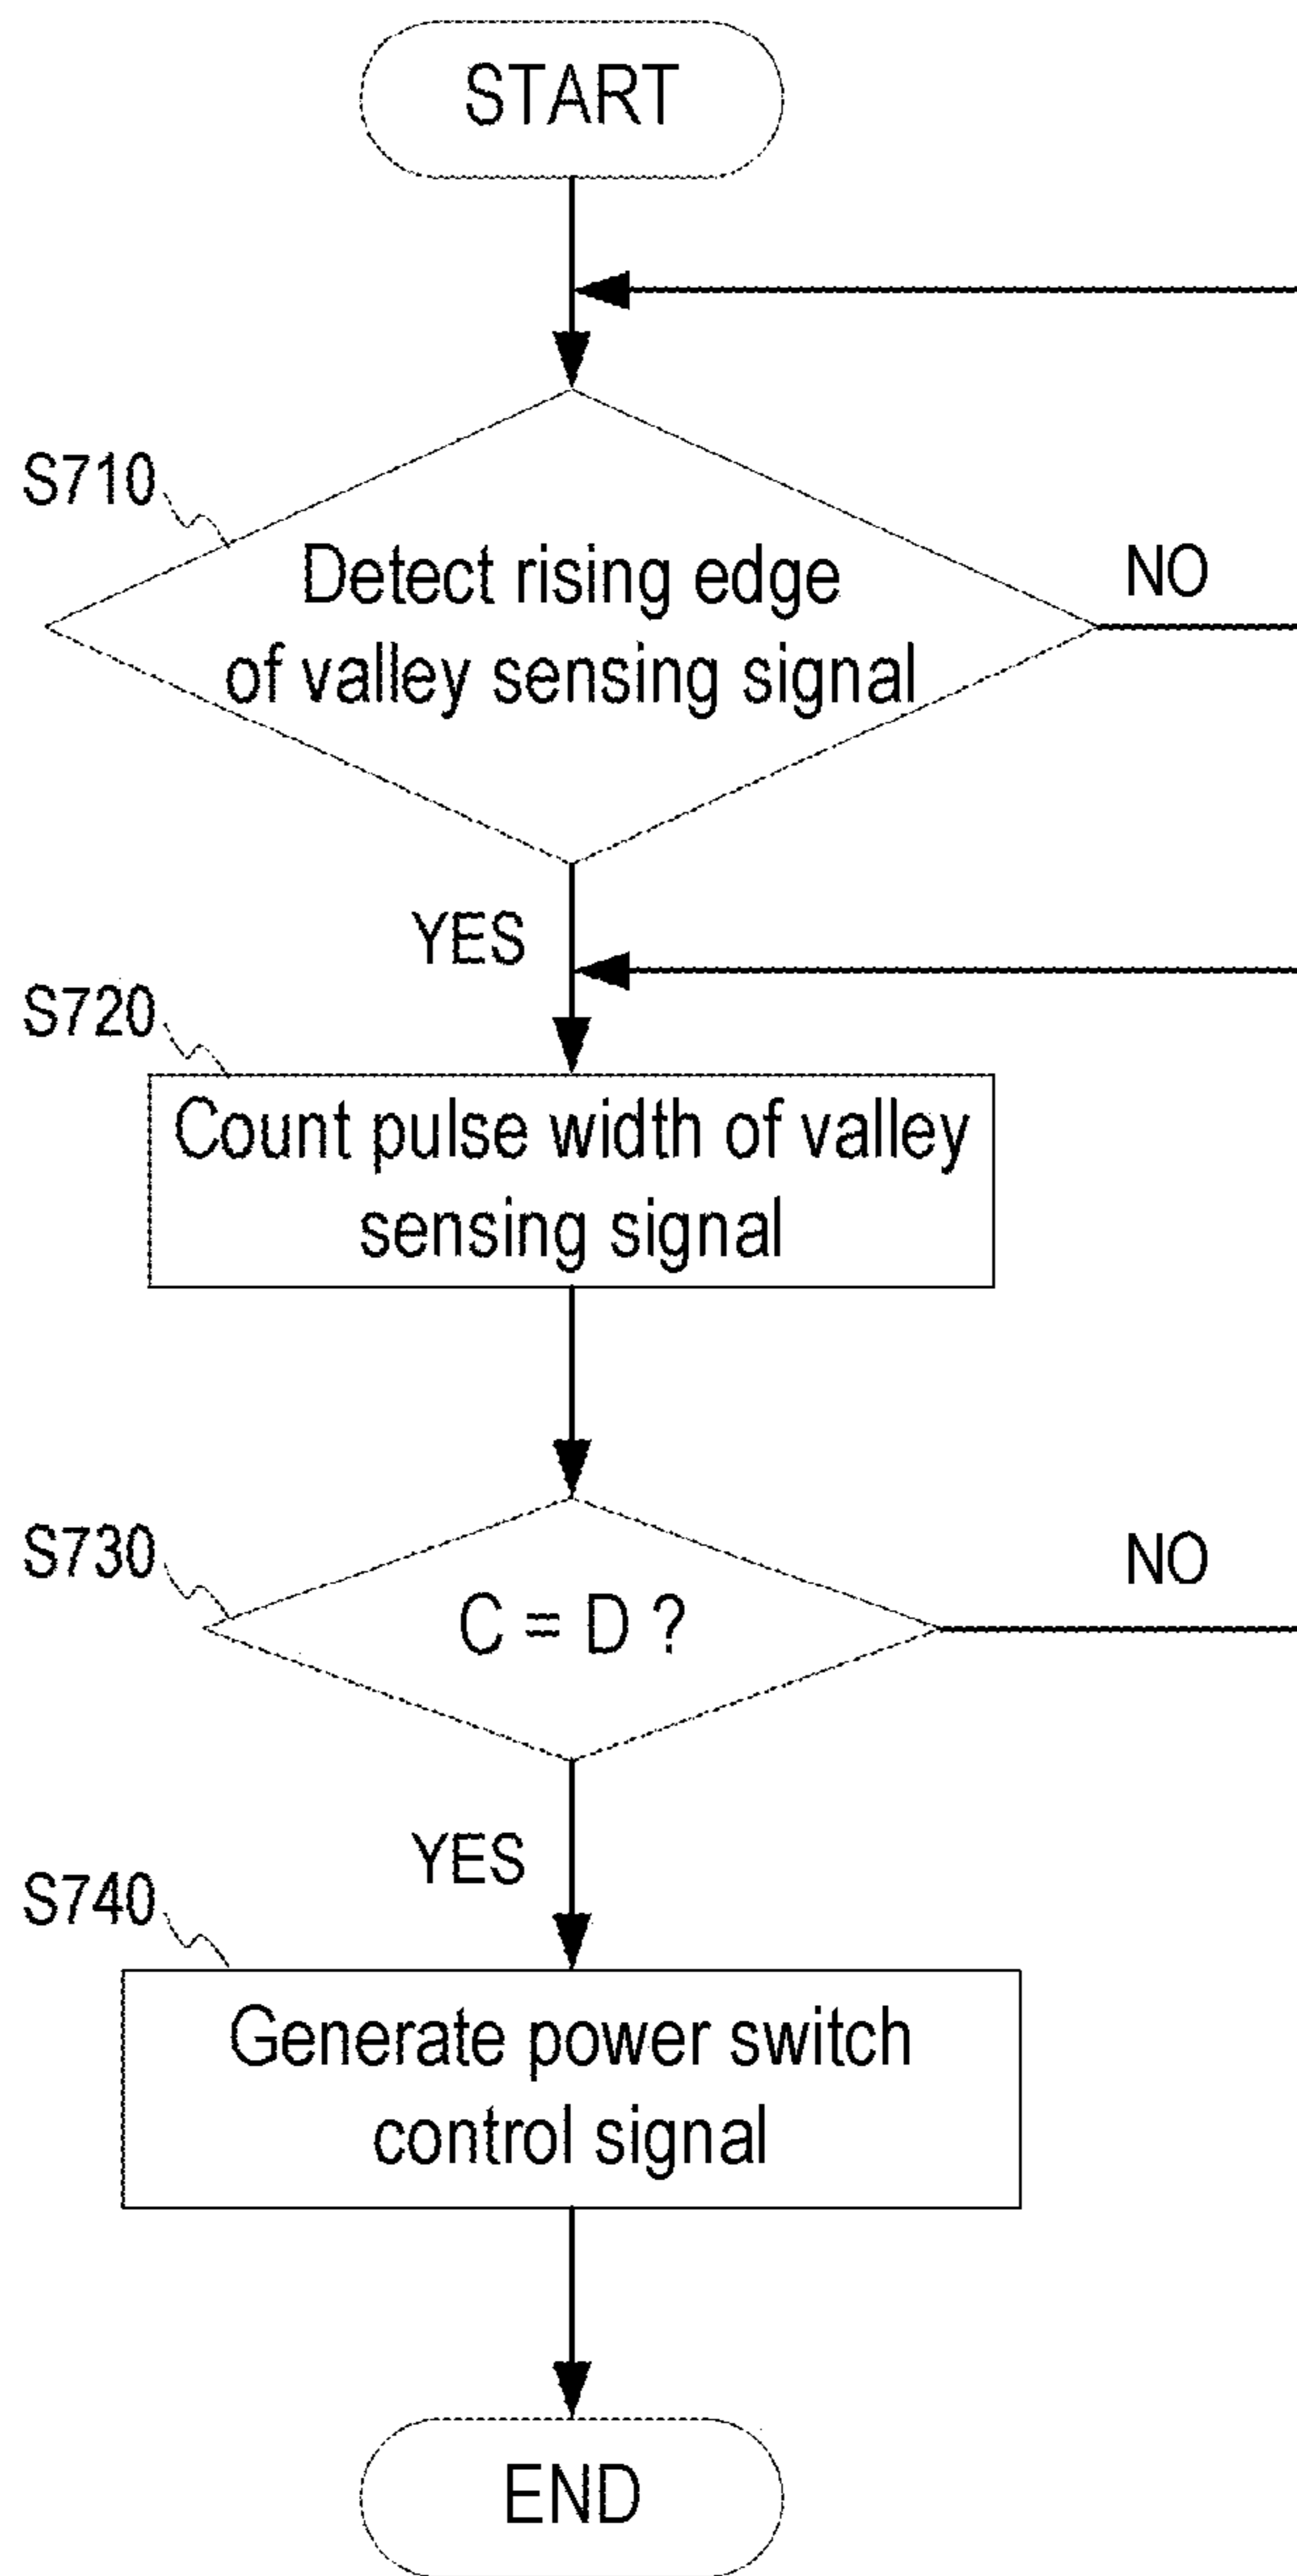 START
S710
Detect rising edge
of valley sensing signal
NO
YES
S720
Count pulse width of valley
sensing signal
S730
C = D ?
NO
YES
S740
Generate power switch
control signal
END